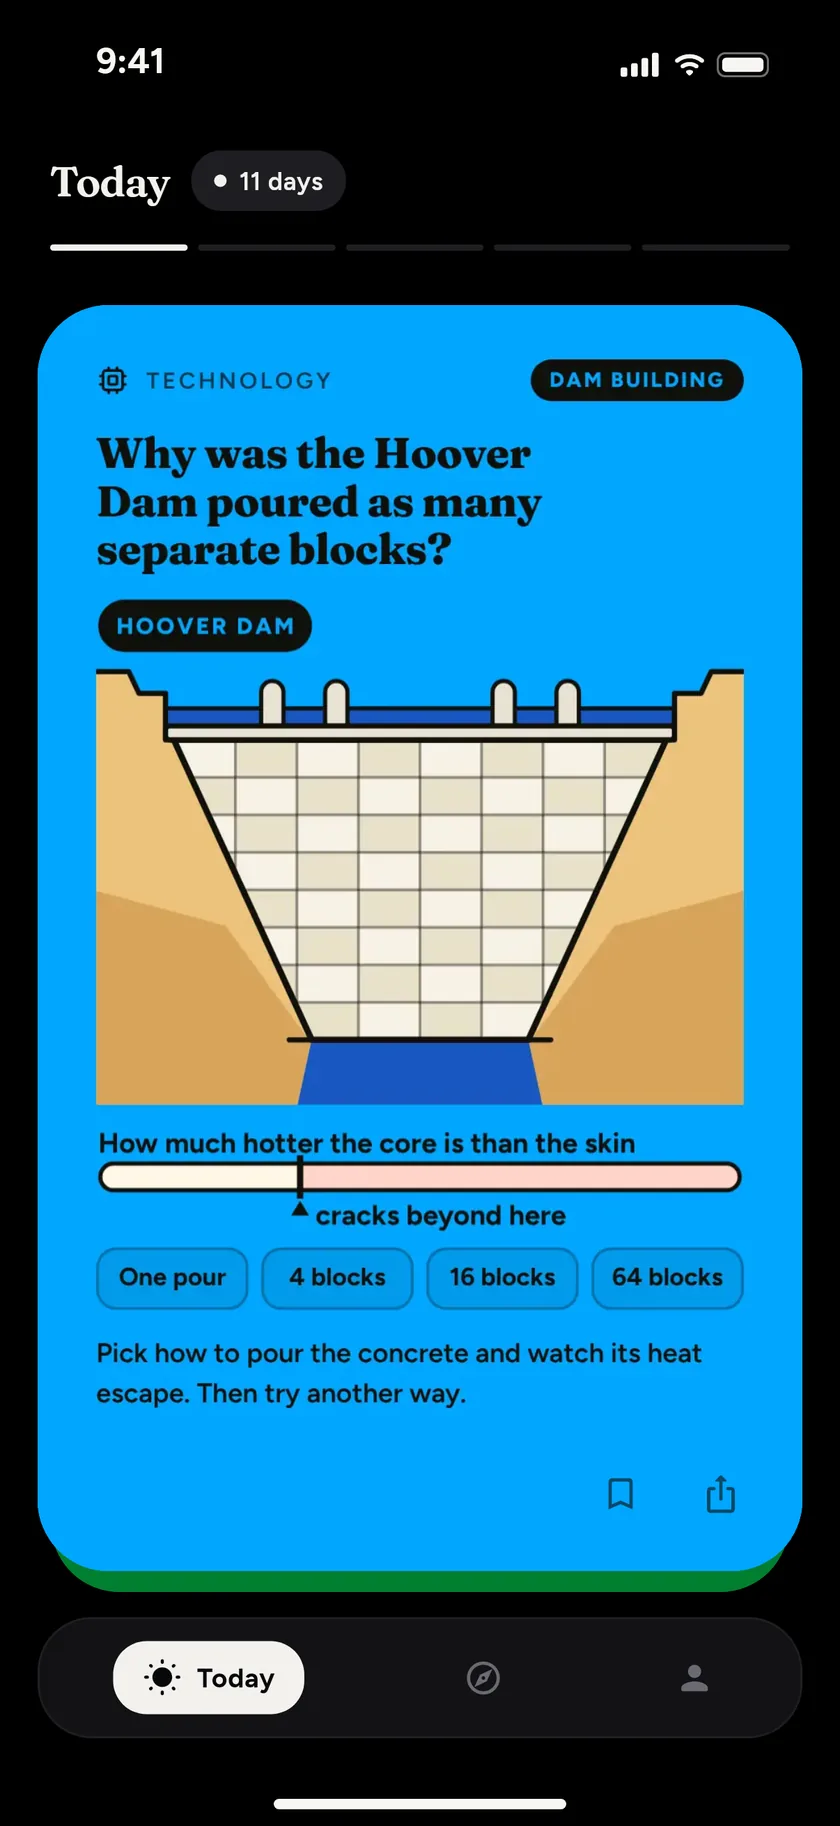 9:41
Today
11 days
TECHNOLOGY
DAM BUILDING
Why was the Hoover
Dam poured as many
separate blocks?
HOOVER DAM
How much hotter the core is than the skin
cracks beyond here
One pour
4 blocks
16 blocks
64 blocks
Pick how to pour the concrete and watch its heat
escape. Then try another way.
Today